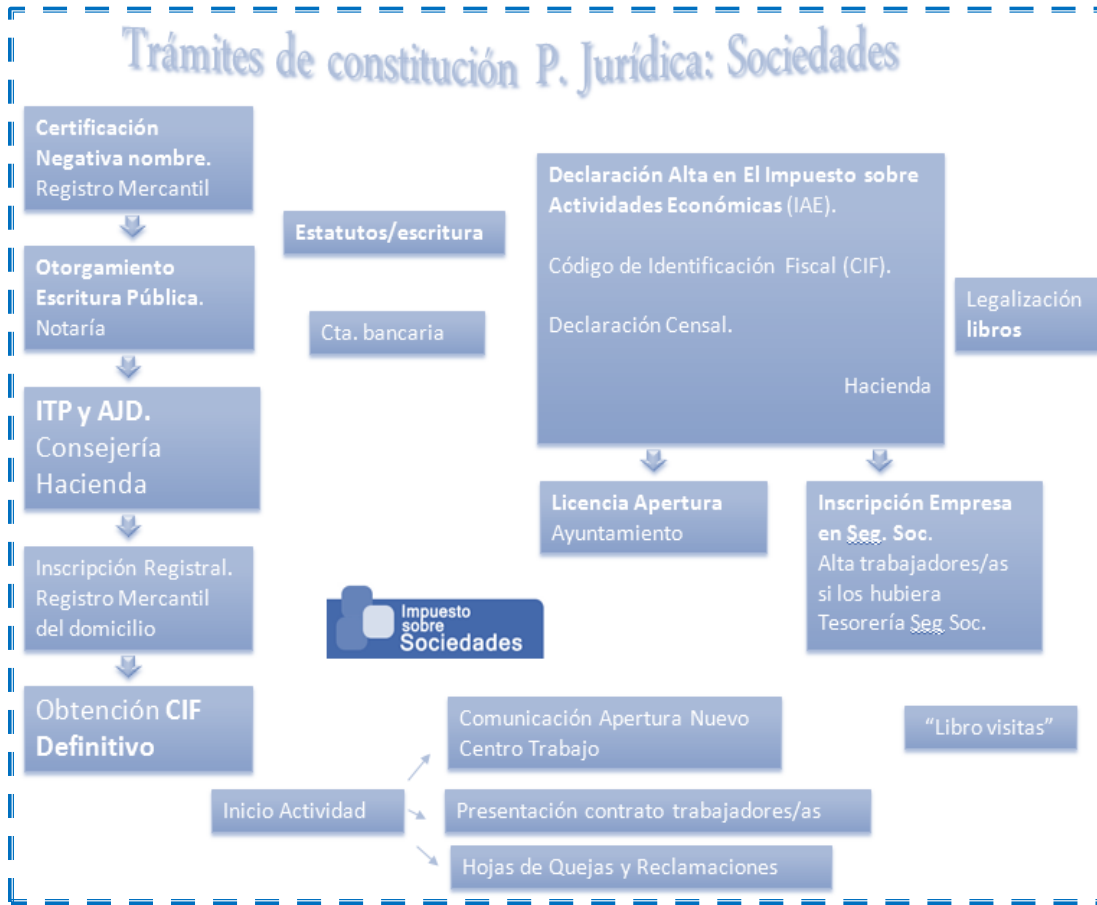 Trámites de constitución P. Jurídica: Sociedades
Certificación
Negativa nombre.
Registro Mercantil
Otorgamiento
Escritura Pública.
Notaría
ITP y AJD.
Consejería
Hacienda
Inscripción Registral.
Registro Mercantil
del domicilio
Obtención CIF
Definitivo
Estatutos/escritura
Cta. bancaria
Declaración Alta en El Impuesto sobre
Actividades Económicas (IAE).
Código de Identificación Fiscal (CIF).
Declaración Censal.
Hacienda
Legalización
libros
Licencia Apertura
Ayuntamiento
Inscripción Empresa
en Seg. Soc.
Alta trabajadores/as
si los hubiera
Tesorería Seg Soc.
Impuesto
sobre
Sociedades
Inicio Actividad
Comunicación Apertura Nuevo
Centro Trabajo
Presentación contrato trabajadores/as
Hojas de Quejas y Reclamaciones
“Libro visitas”